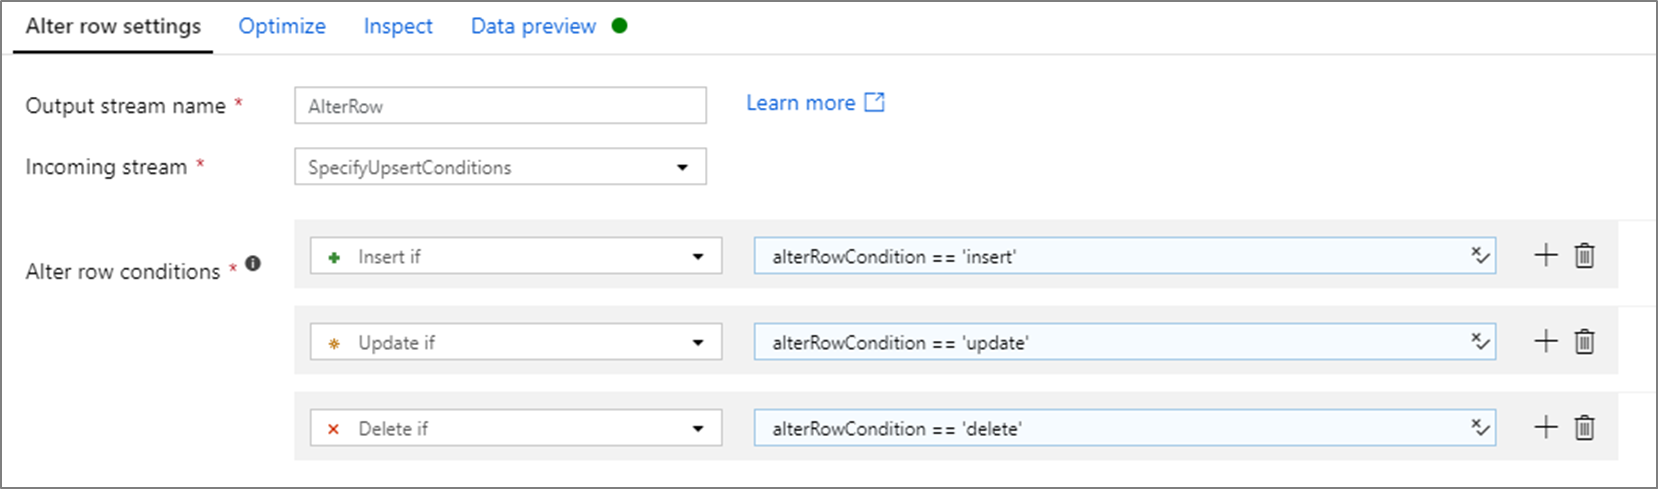 Alter row settings Optimize Inspect Data preview
Output stream name * AlterRow Learn more
Incoming stream * SpecifyUpsertConditions
Alter row conditions * Insert if alterRowCondition == 'insert'
Update if alterRowCondition == 'update'
Delete if alterRowCondition == 'delete'